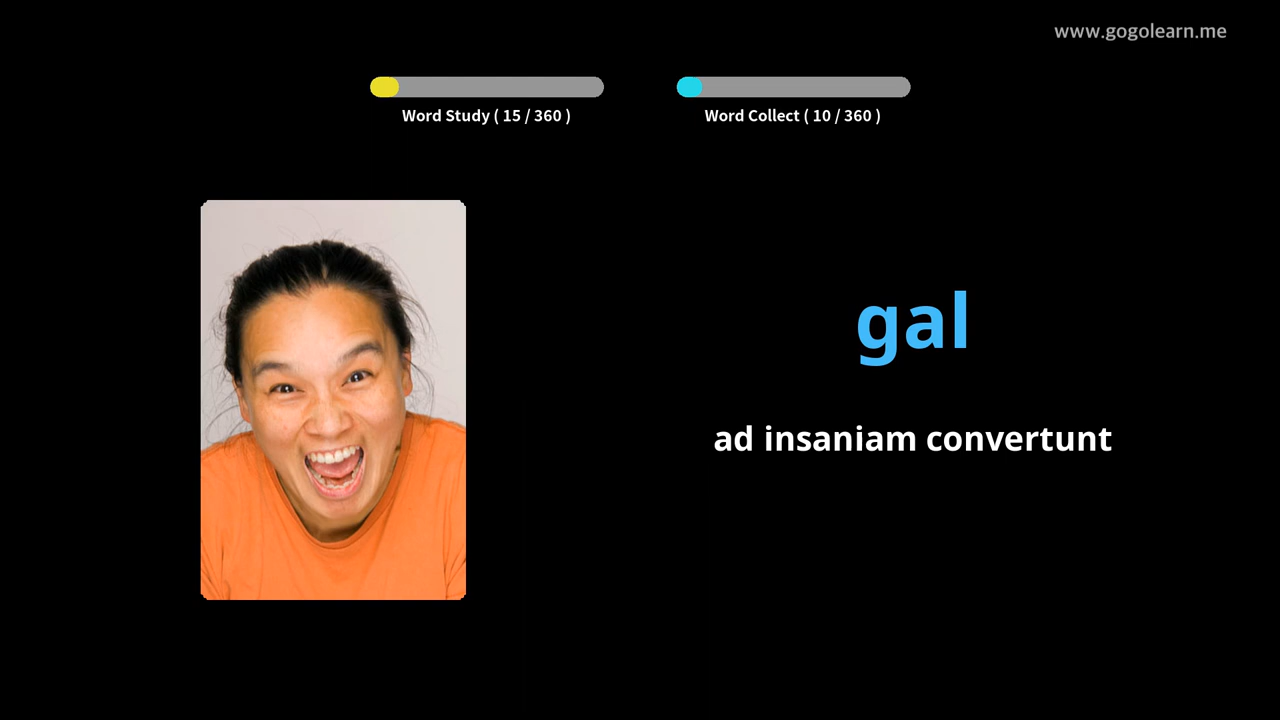 www.gogolearn.me
Word Study ( 15 / 360 )
Word Collect ( 10 / 360 )
gal
ad insaniam convertunt